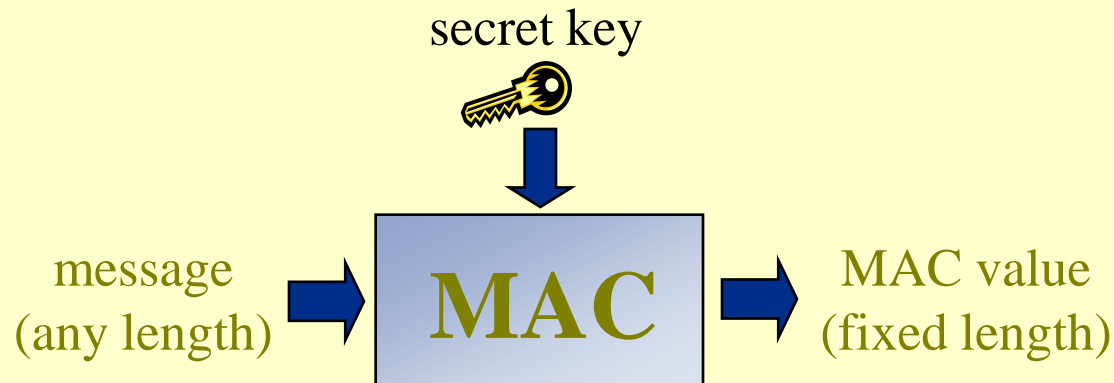 secret key
message
(any length)
MAC
MAC value
(fixed length)